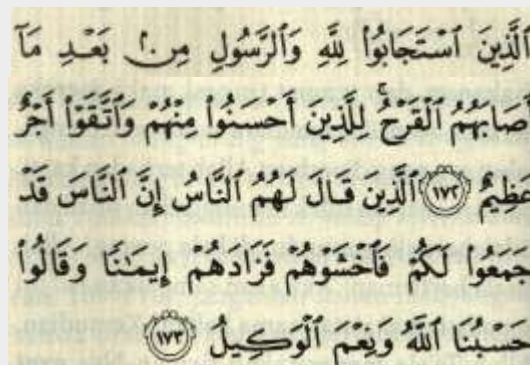 ٱلَّذِينَ ٱسْتَجَابُوا۟ لِلَّهِ وَٱلرَّسُولِ مِنۢ بَعْدِ مَآ
أَصَابَهُمُ ٱلْقَرْحُ ۚ لِلَّذِينَ أَحْسَنُوا۟ مِنْهُمْ وَٱتَّقَوْا۟ أَجْرٌ
عَظِيمٌ ١٧٢ ٱلَّذِينَ قَالَ لَهُمُ ٱلنَّاسُ إِنَّ ٱلنَّاسَ قَدْ
جَمَعُوا۟ لَكُمْ فَٱخْشَوْهُمْ فَزَادَهُمْ إِيمَـٰنًا وَقَالُوا۟
حَسْبُنَا ٱللَّهُ وَنِعْمَ ٱلْوَكِيلُ ١٧٣